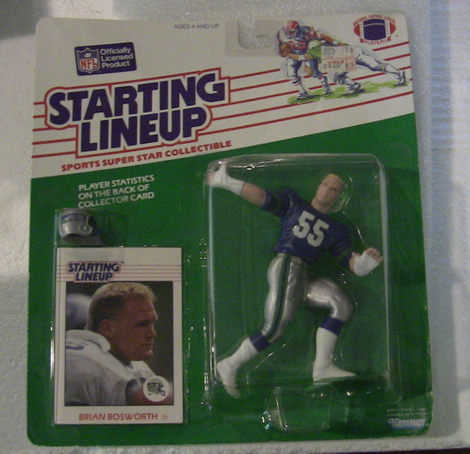 AGES 4 AND UP
NFL
Officially
Licensed
Product
STARTING
LINEUP
SPORTS SUPER STAR COLLECTIBLE
PLAYER STATISTICS
ON THE BACK OF
COLLECTOR CARD
55
STARTING
LINEUP
BRIAN BOSWORTH
Kenner